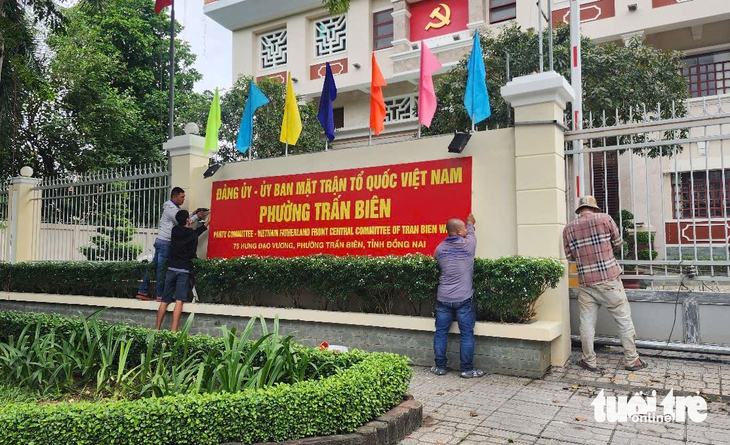 ĐẢNG ỦY - ỦY BAN MẶT TRẬN TỔ QUỐC VIỆT NAM
PHƯỜNG TRẤN BIÊN
PARTY COMMITTEE - VIETNAM FATHERLAND FRONT CENTRAL COMMITTEE OF TRAN BIEN
75 HƯNG ĐẠO VƯƠNG, PHƯỜNG TRẤN BIÊN, TỈNH ĐỒNG NAI
tuổi trẻ
online